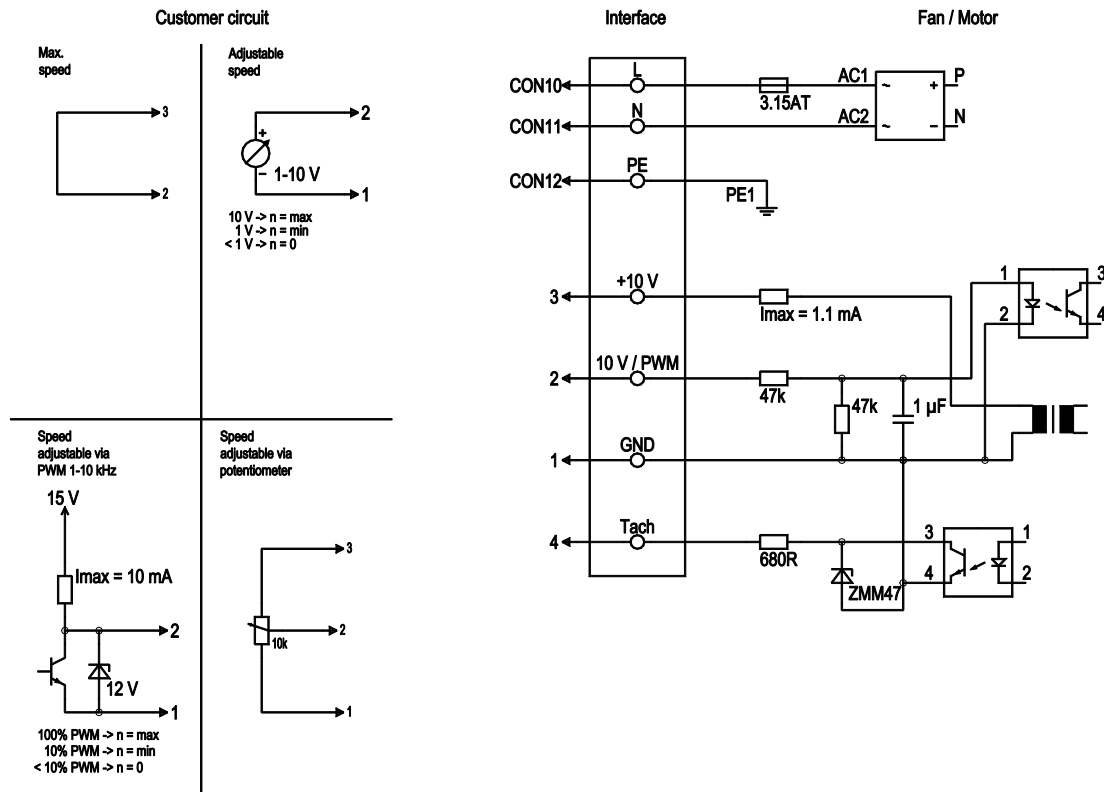 Customer circuit
Interface
Fan / Motor
Max.
speed
3
2
Adjustable
speed
2
+
–
1-10 V
1
10 V -> n = max
1 V -> n = min
< 1 V -> n = 0
Speed
adjustable via
PWM 1-10 kHz
15 V
Imax = 10 mA
2
12 V
1
100% PWM -> n = max
10% PWM -> n = min
< 10% PWM -> n = 0
Speed
adjustable via
potentiometer
3
2
10k
1
CON10
L
3.15AT
AC1
~
+
P
CON11
N
AC2
~
–
N
CON12
PE
PE1
3
+10 V
Imax = 1.1 mA
1
2
3
4
2
10 V / PWM
47k
47k
1 µF
1
GND
4
Tach
680R
ZMM47
3
4
1
2